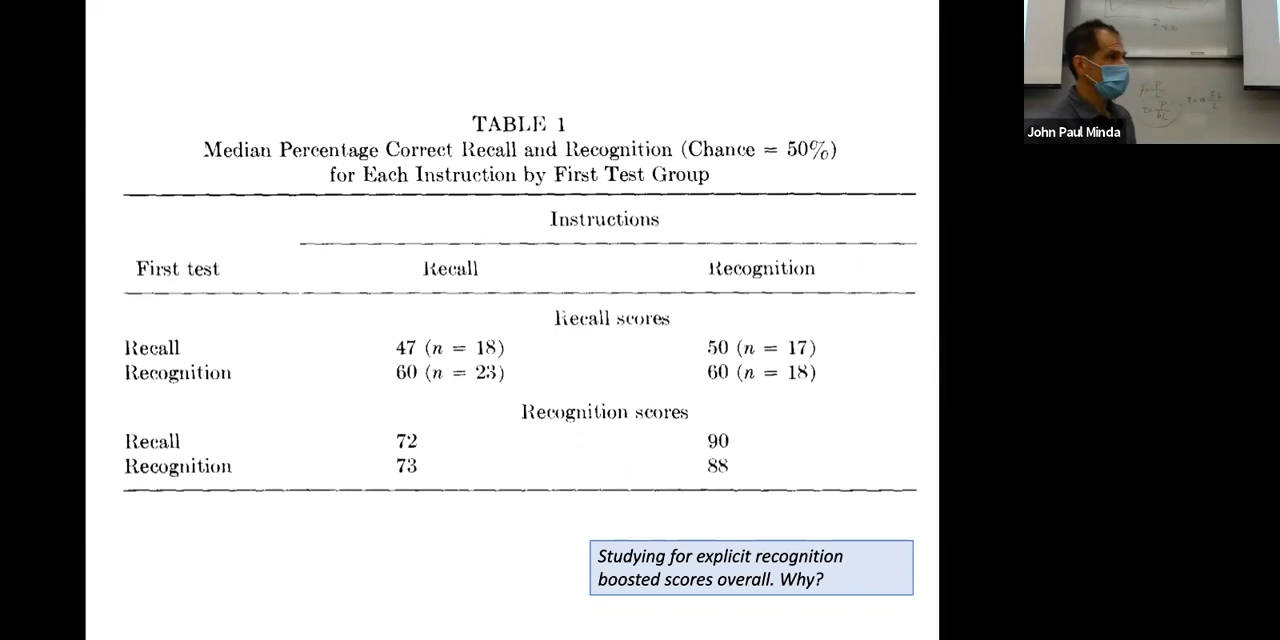 TABLE 1
Median Percentage Correct Recall and Recognition (Chance = 50%)
for Each Instruction by First Test Group
Instructions
First test Recall Recognition
Recall scores
Recall 47 (n = 18) 50 (n = 17)
Recognition 60 (n = 23) 60 (n = 18)
Recognition scores
Recall 72 90
Recognition 73 88
Studying for explicit recognition
boosted scores overall. Why?
John Paul Minda